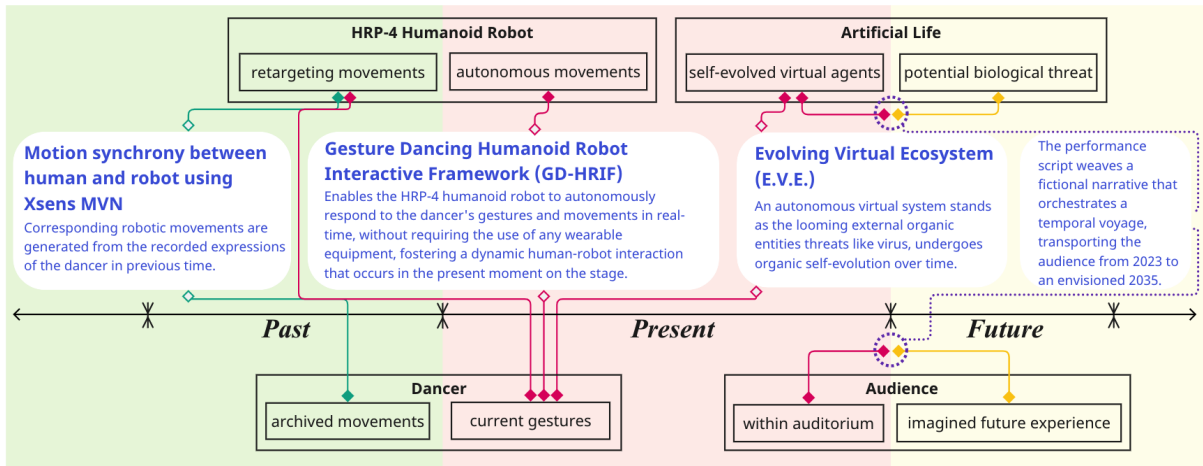 HRP-4 Humanoid Robot
retargeting movements
autonomous movements
Artificial Life
self-evolved virtual agents
potential biological threat
Motion synchrony between
human and robot using
Xsens MVN
Corresponding robotic movements are
generated from the recorded expressions
of the dancer in previous time.
Gesture Dancing Humanoid Robot
Interactive Framework (GD-HRIF)
Enables the HRP-4 humanoid robot to autonomously
respond to the dancer's gestures and movements in real-
time, without requiring the use of any wearable
equipment, fostering a dynamic human-robot interaction
that occurs in the present moment on the stage.
Evolving Virtual Ecosystem
(E.V.E.)
An autonomous virtual system stands
as the looming external organic
entities threats like virus, undergoes
organic self-evolution over time.
The performance
script weaves a
fictional narrative that
orchestrates a
temporal voyage,
transporting the
audience from 2023 to
an envisioned 2035.
Past
Present
Future
Dancer
archived movements
current gestures
Audience
within auditorium
imagined future experience